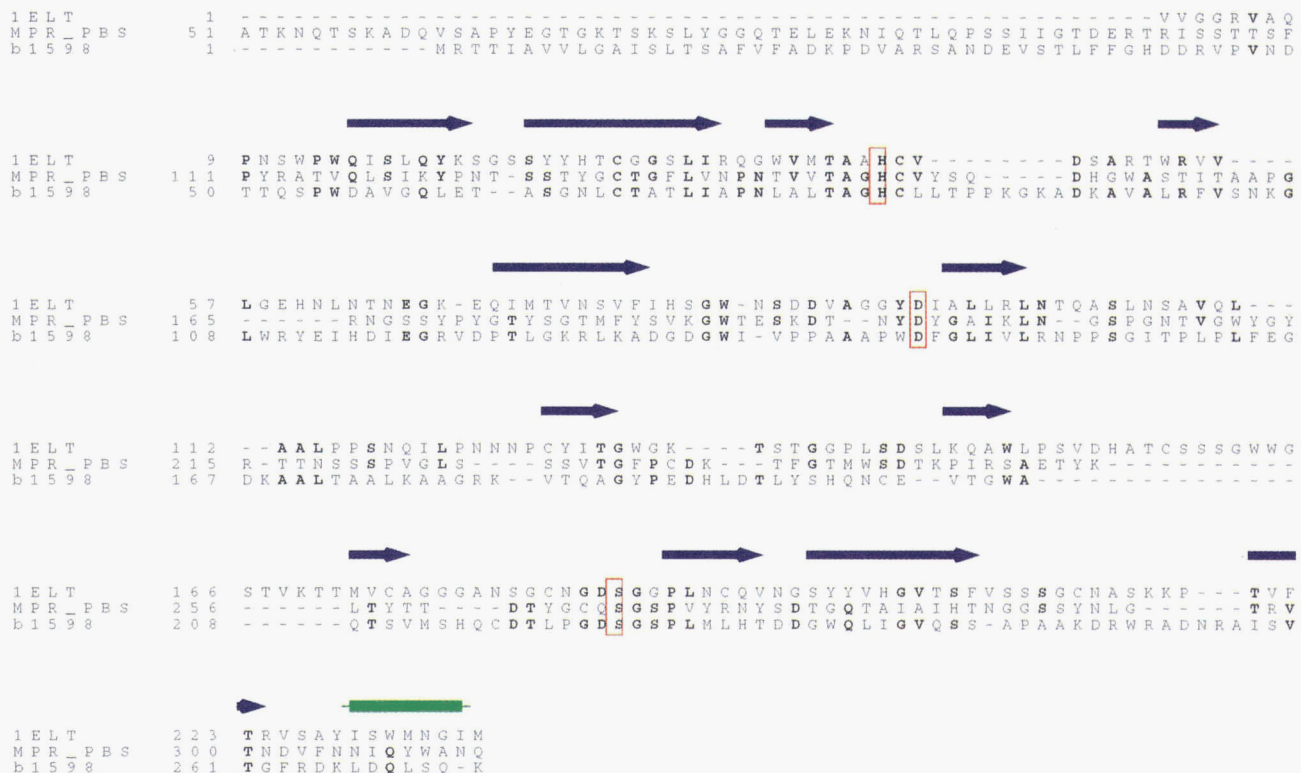 1ELT 1 ------------------------------------------------------VVGGRVAQ
MPR_PBS 51 ATKNQTSKADQVSAPYEGTGKTSKSLYGGQTELEKNIQTLQPSSIIGTDERTRISSTTSF
b1598 1 -----------MRTTIAVVLGAISLTSAFVFADKPDVARSANDEVSTLFFGHDDRVPVND
1ELT 9 PNSWPWQISLQYKSGSSYYHTCGGSLIRQGWVMTAAHCV--------DSARTWRVV----
MPR_PBS 111 PYRATVQLSIKYPNT-SSTYGCTGFLVNPNTVVTAGHCVYSQ-----DHGWASTITAAPG
b1598 50 TTQSPWDAVGQLET--ASGNLCTATLIAPNLALTAGHCLLTPPKGKADKAVALRFVSNKG
1ELT 57 LGEHNLNTNEGK-EQIMTVNSVFIHSGW-NSDDVAGGYDIALLRLNTQASLNSAVQL---
MPR_PBS 165 ------RNGSSYPYGTYSGTMFYSVKGWTESKDT--NYDYGAIKLN--GSPGNTVGWYGY
b1598 108 LWRYEIHDIEGRVDPTLGKRLKADGDGWI-VPPAAAPWDFGLIVLRNPPSGITPLPLFEG
1ELT 112 --AALPPSNQILPNNNPCYITGWGK----TSTGGPLSDSLKQAWLPSVDHATCSSSGWWG
MPR_PBS 215 R-TTNSSSPVGLS----SSVTGFPCDK--TFGTMWSDTKPIRSAETYK------------
b1598 167 DKAALTAALKAAGRK--VTQAGYPEDHLDTLYSHQNCE--VTGWA---------------
1ELT 166 STVKTTMVCAGGGANSGCNGDSGGPLNCQVNGSYYVHGVTSFVSSSGCNASKKP---TVF
MPR_PBS 256 ------LTYTT----DTYGCQSGSPVYRNYSDTGQTAIAIHTNGGSSYNLG------TRV
b1598 208 ------QTSVMSHQCDTLPGDSGSPLMLHTDDGWQLIGVQSS-APAAKDRWRADNRAISV
1ELT 223 TRVSAYISWMNGIM
MPR_PBS 300 TNDVFNNIQYWANQ
b1598 261 TGFRDKLDQLSQ-K